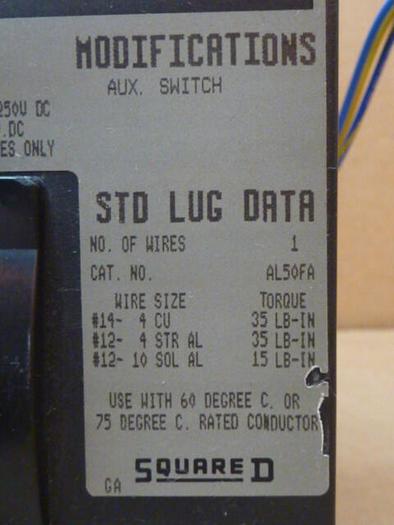 MODIFICATIONS
AUX. SWITCH
250V DC
V.DC
ES ONLY
STD LUG DATA
NO. OF WIRES 1
CAT. NO. AL50FA
WIRE SIZE TORQUE
#14- 4 CU 35 LB-IN
#12- 4 STR AL 35 LB-IN
#12- 10 SOL AL 15 LB-IN
USE WITH 60 DEGREE C. OR
75 DEGREE C. RATED CONDUCTOR
GA SQUARE D